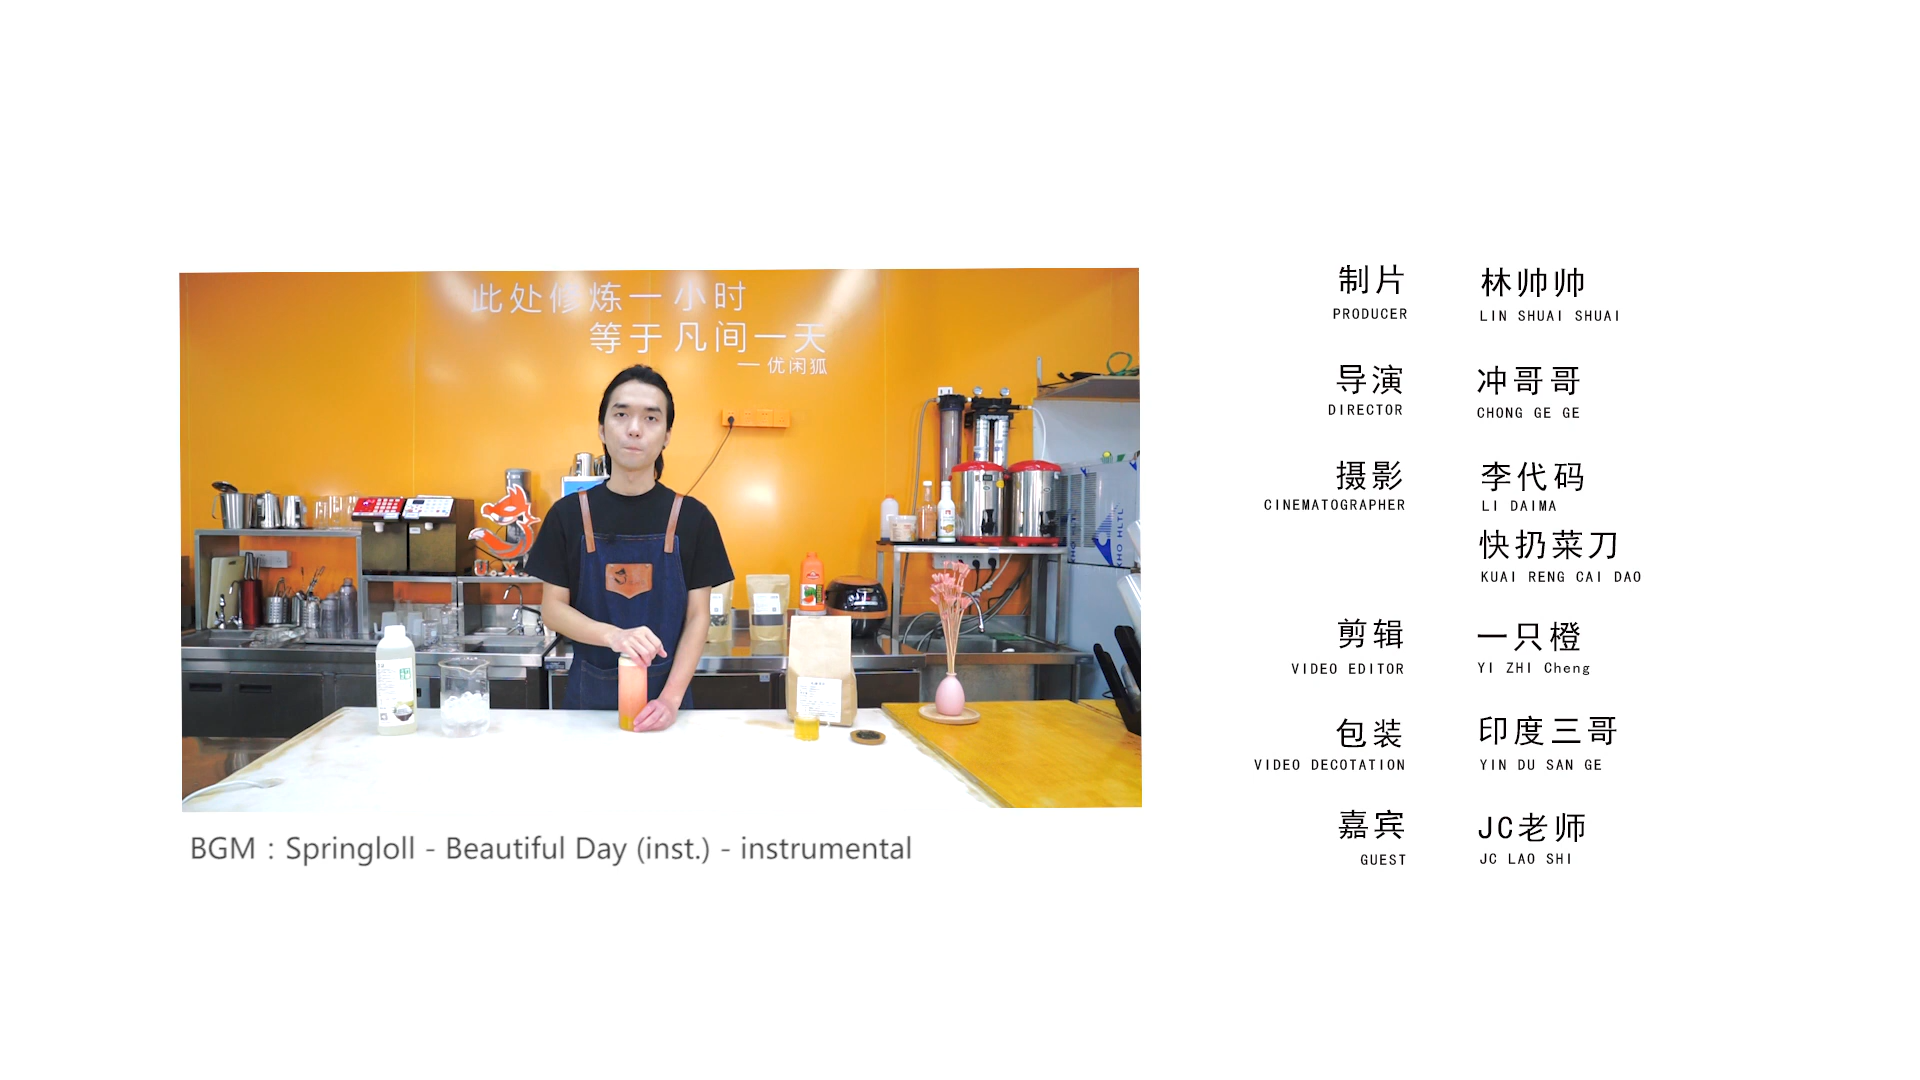 此处修炼一小时
等于凡间一天
— 优闲狐
BGM：Springloll - Beautiful Day (inst.) - instrumental
制片 林帅帅
PRODUCER LIN SHUAI SHUAI
导演 冲哥哥
DIRECTOR CHONG GE GE
摄影 李代码
CINEMATOGRAPHER LI DAIMA
快扔菜刀
KUAI RENG CAI DAO
剪辑 一只橙
VIDEO EDITOR YI ZHI Cheng
包装 印度三哥
VIDEO DECOTATION YIN DU SAN GE
嘉宾 JC老师
GUEST JC LAO SHI